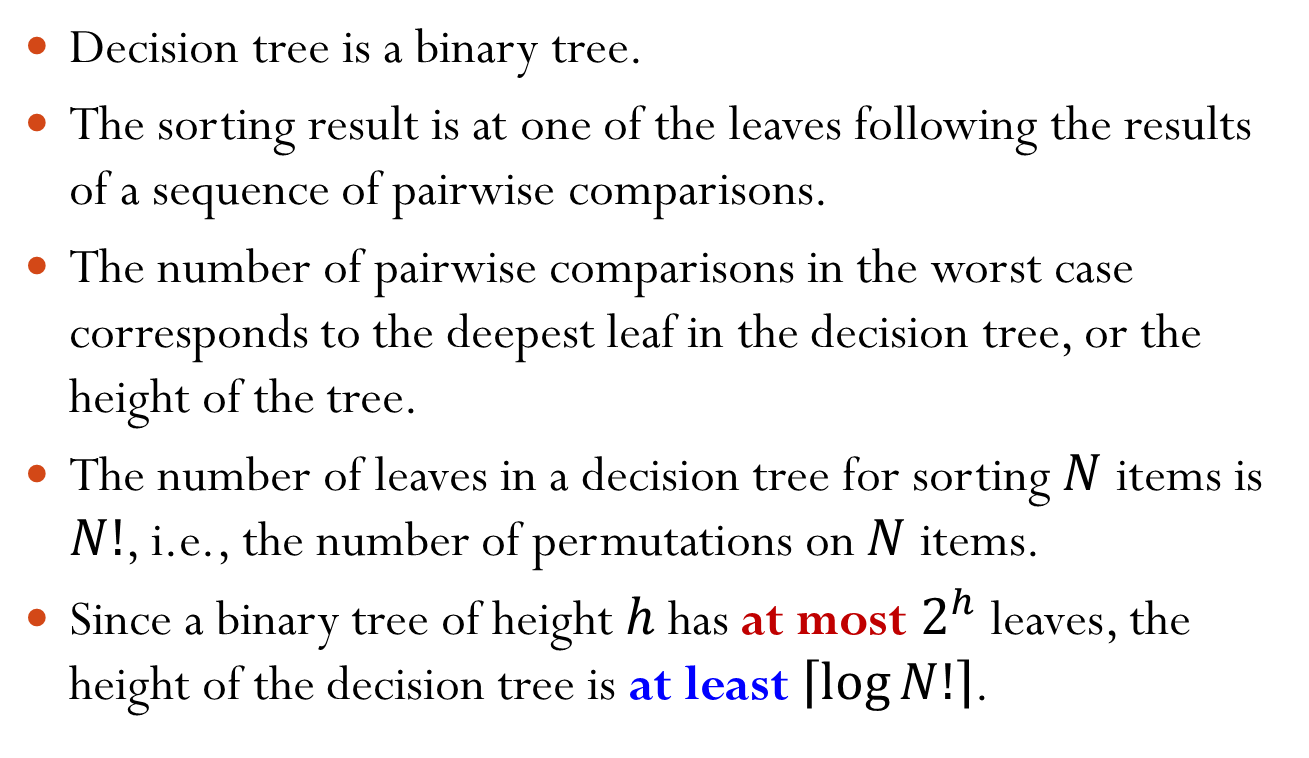 • Decision tree is a binary tree.
• The sorting result is at one of the leaves following the results
of a sequence of pairwise comparisons.
• The number of pairwise comparisons in the worst case
corresponds to the deepest leaf in the decision tree, or the
height of the tree.
• The number of leaves in a decision tree for sorting N items is
N!, i.e., the number of permutations on N items.
• Since a binary tree of height h has at most 2^h leaves, the
height of the decision tree is at least ⌈log N!⌉.